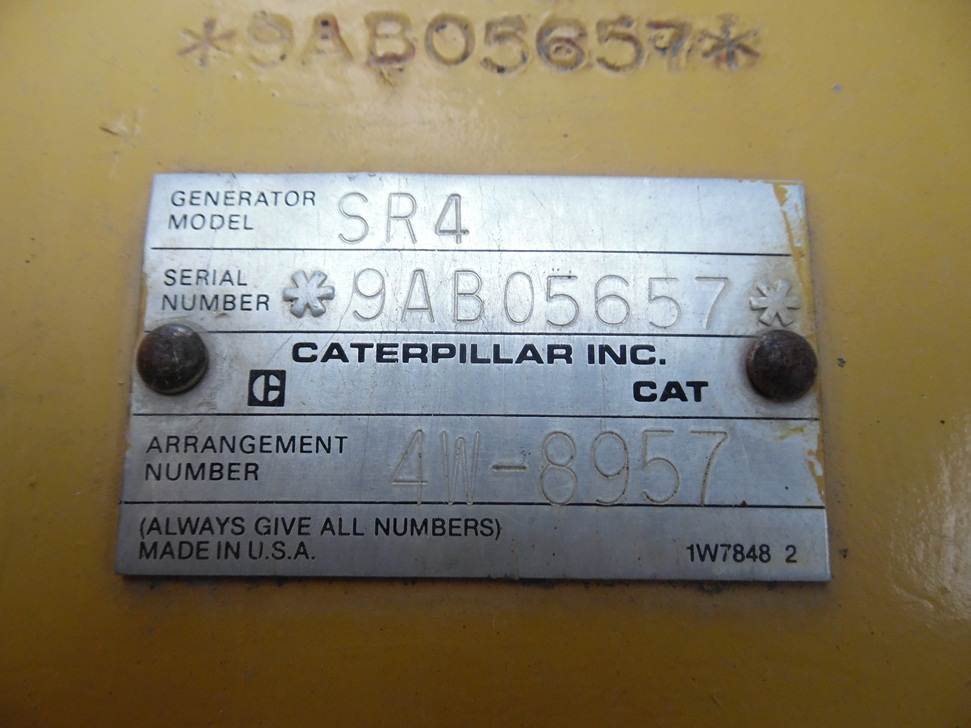 *9AB05657*
GENERATOR MODEL SR4
SERIAL NUMBER *9AB05657*
CATERPILLAR INC.
CAT
ARRANGEMENT NUMBER 4W-8957
(ALWAYS GIVE ALL NUMBERS)
MADE IN U.S.A. 1W7848 2